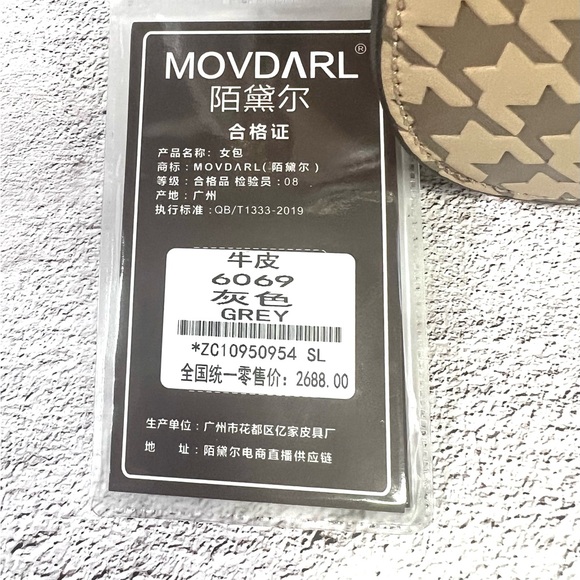 MOVDARL®
陌黛尔
合格证
产品名称：女包
商标：MOVDARL(陌黛尔)
等级：合格品 检验员：08
产地：广州
执行标准：QB/T1333-2019
牛皮
6069
灰色
GREY
*ZC10950954 SL
全国统一零售价：2688.00
生产单位：广州市花都区亿家皮具厂
地 址：陌黛尔电商直播供应链